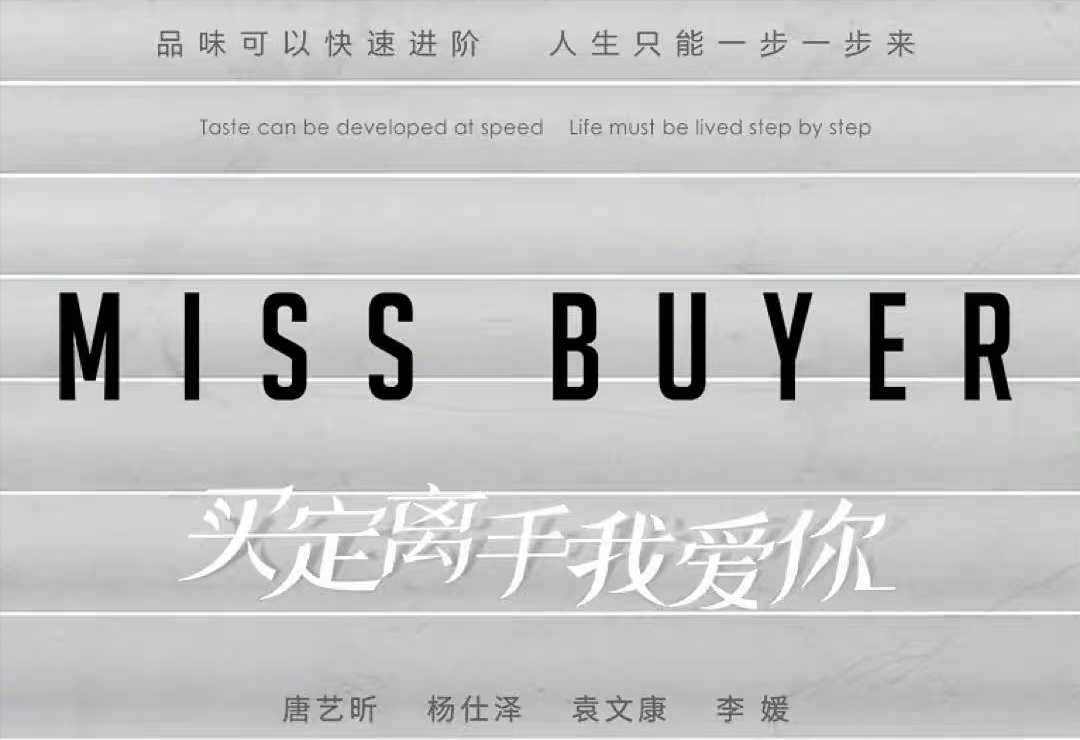 品味可以快速进阶 人生只能一步一步来
Taste can be developed at speed Life must be lived step by step
MISS BUYER
买定离手我爱你
唐艺昕 杨仕泽 袁文康 李媛